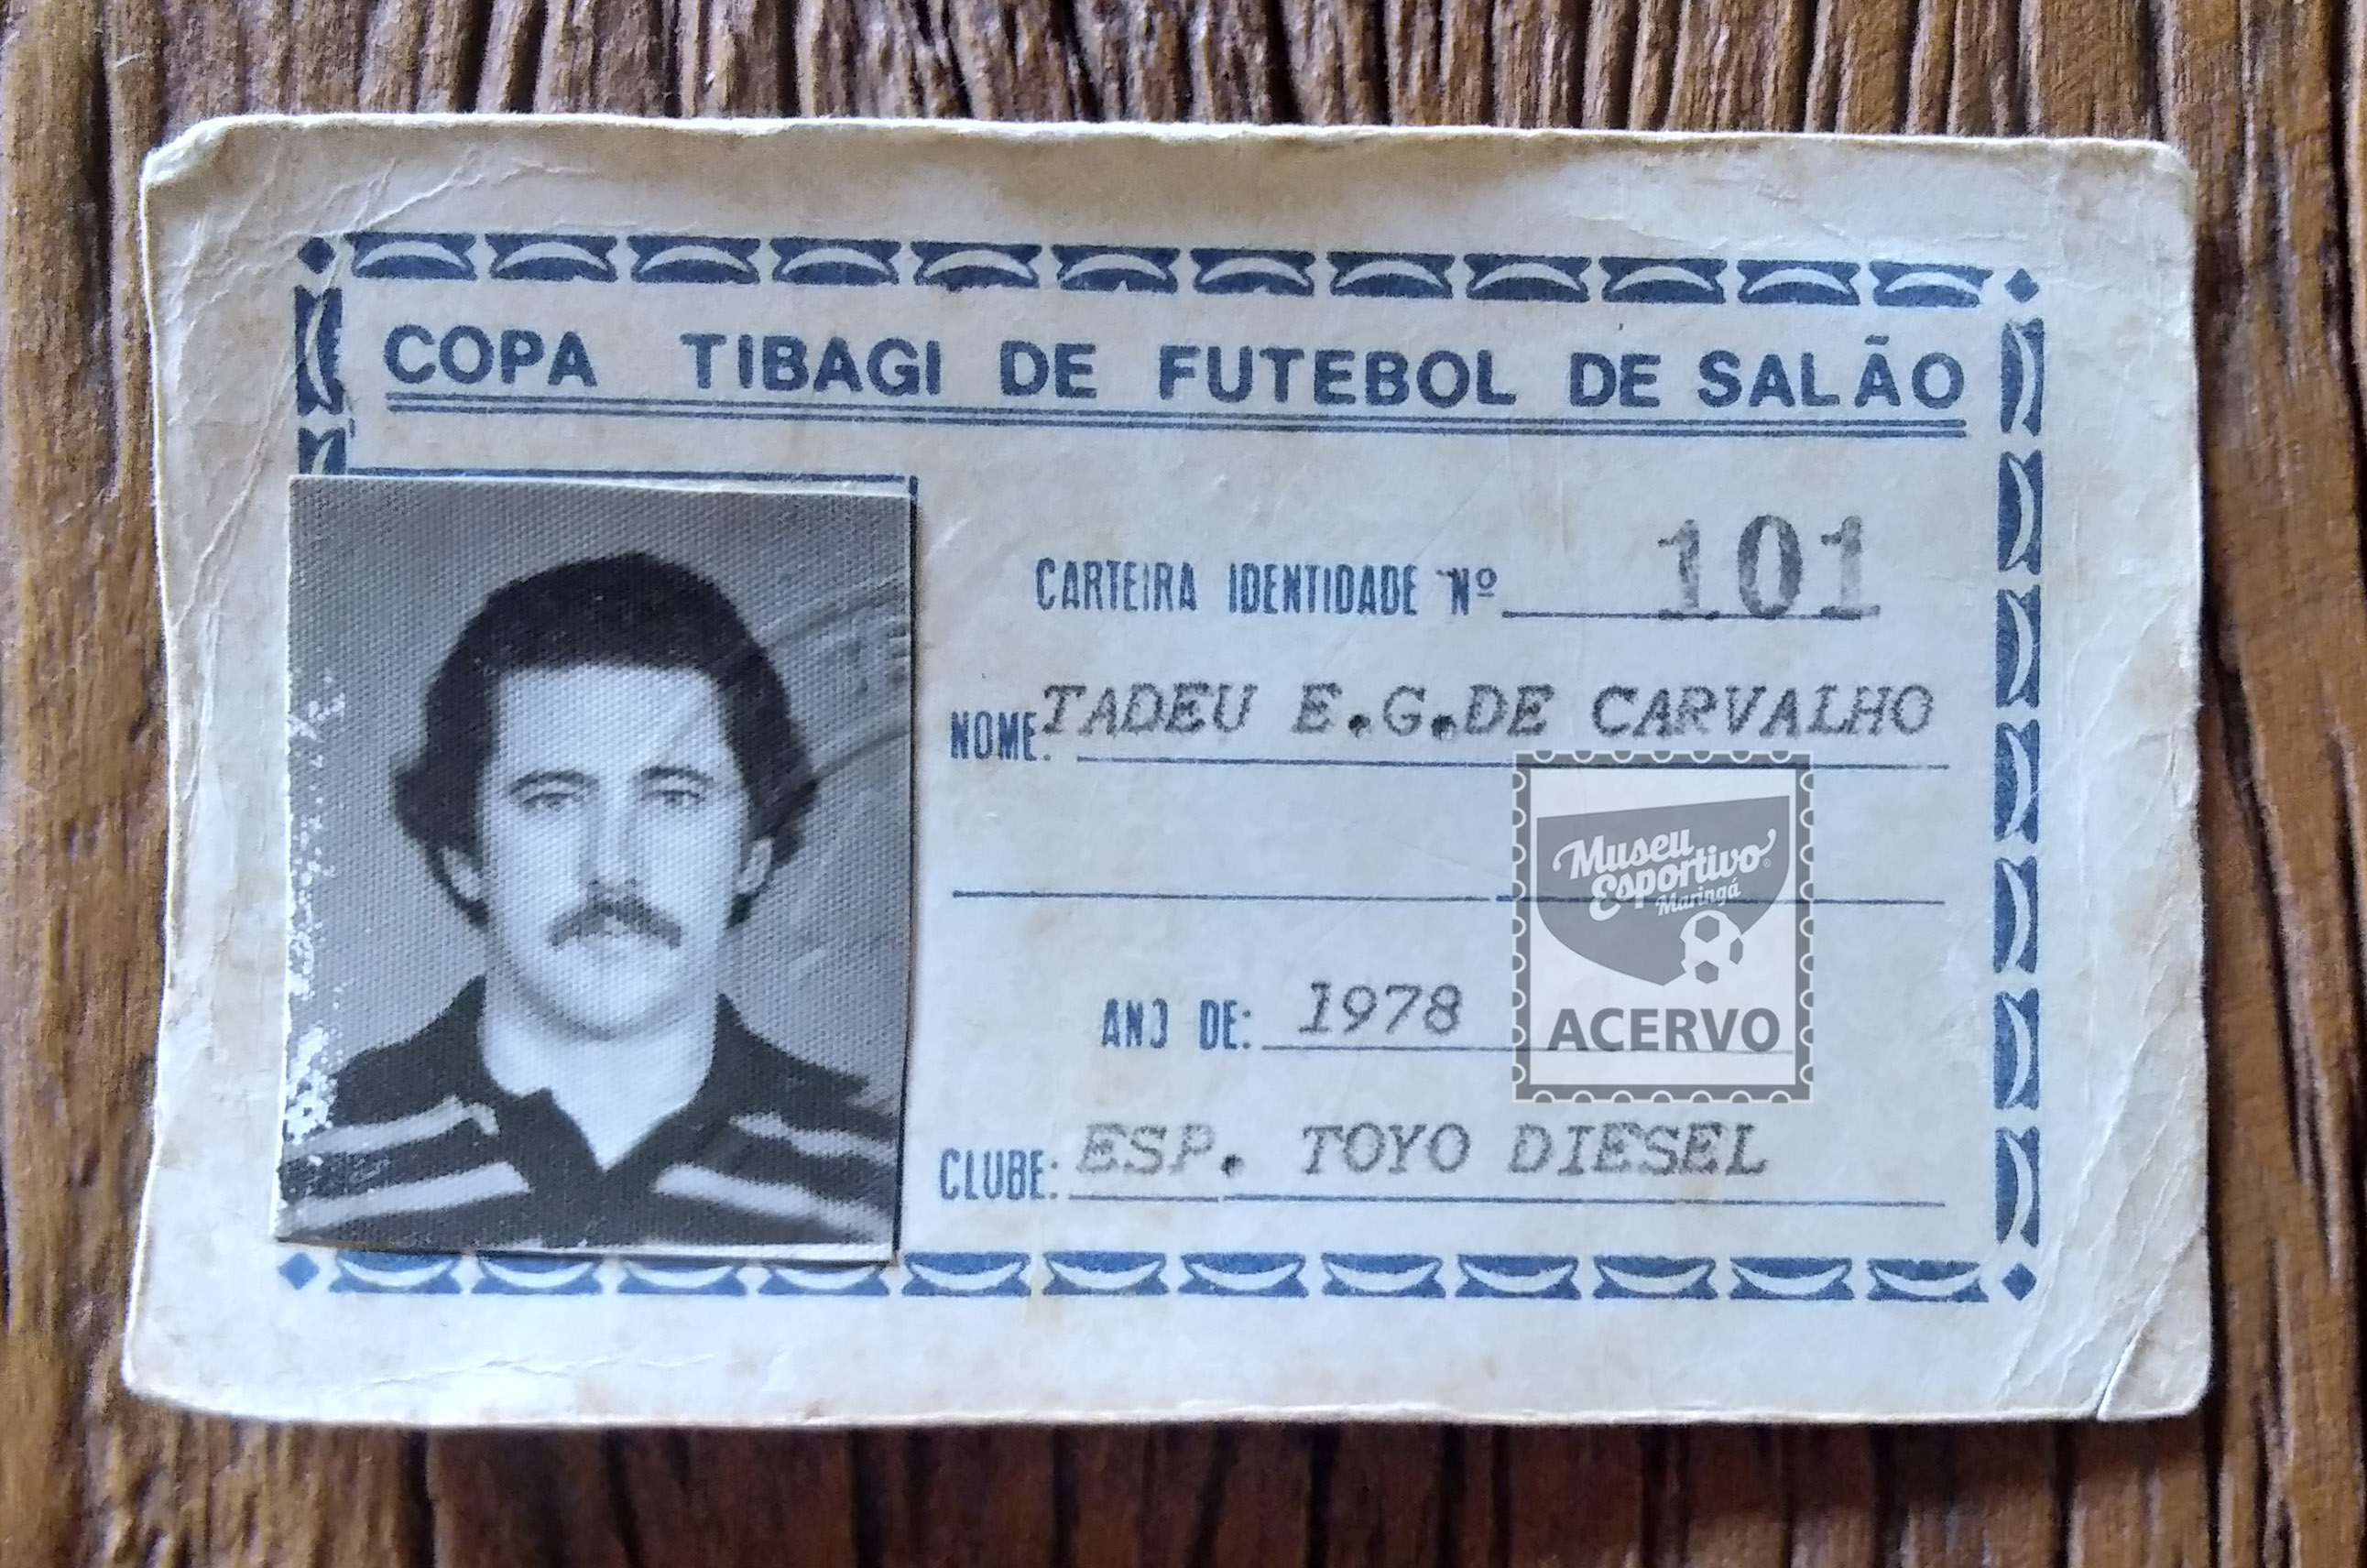 COPA TIBAGI DE FUTEBOL DE SALÃO
CARTEIRA IDENTIDADE Nº 101
NOME: TADEU E.G.DE CARVALHO
ANO DE: 1978
CLUBE: ESP. TOYO DIESEL
Museu
Esportivo
Maringá
ACERVO